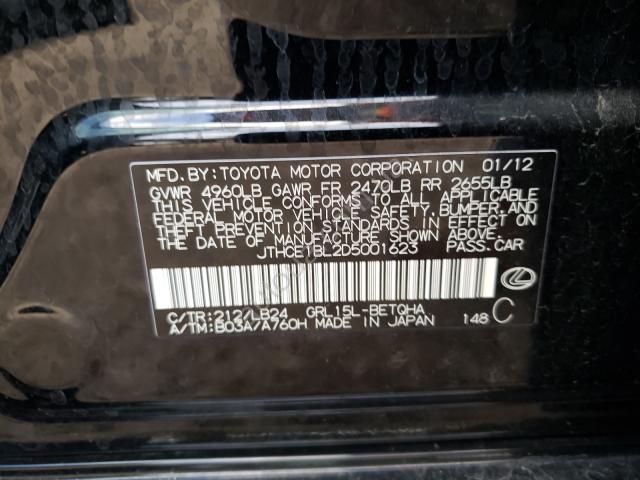 MFD.BY:TOYOTA MOTOR CORPORATION 01/12
GVWR 4960LB GAWR FR 2470LB RR 2655LB
THIS VEHICLE CONFORMS TO ALL APPLICABLE
FEDERAL MOTOR VEHICLE SAFETY,BUMPER,AND
THEFT PREVENTION STANDARDS IN EFFECT ON
THE DATE OF MANUFACTURE SHOWN ABOVE.
JTHCE1BL2D5001623 PASS.CAR
C/TR:212/LB24 GRL15L-BETQHA
A/TM:B03A/A760H MADE IN JAPAN 148 C